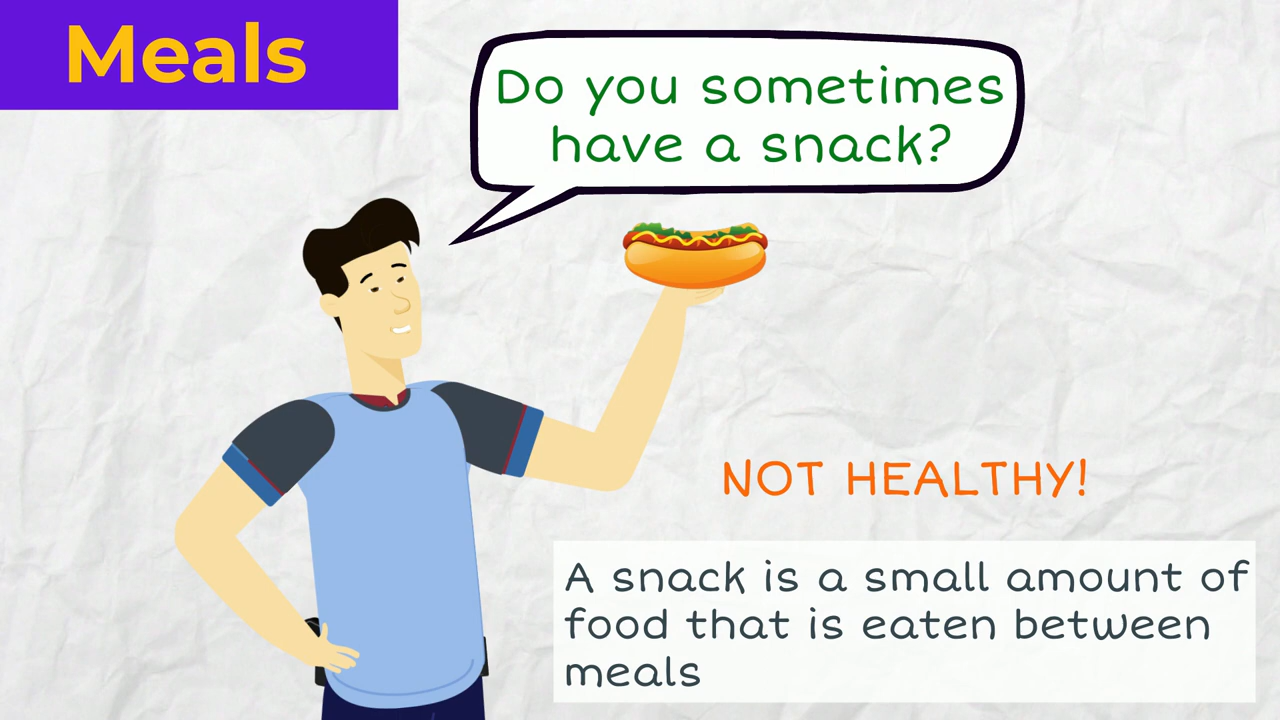 Meals
Do you sometimes
have a snack?
NOT HEALTHY!
A snack is a small amount of
food that is eaten between
meals